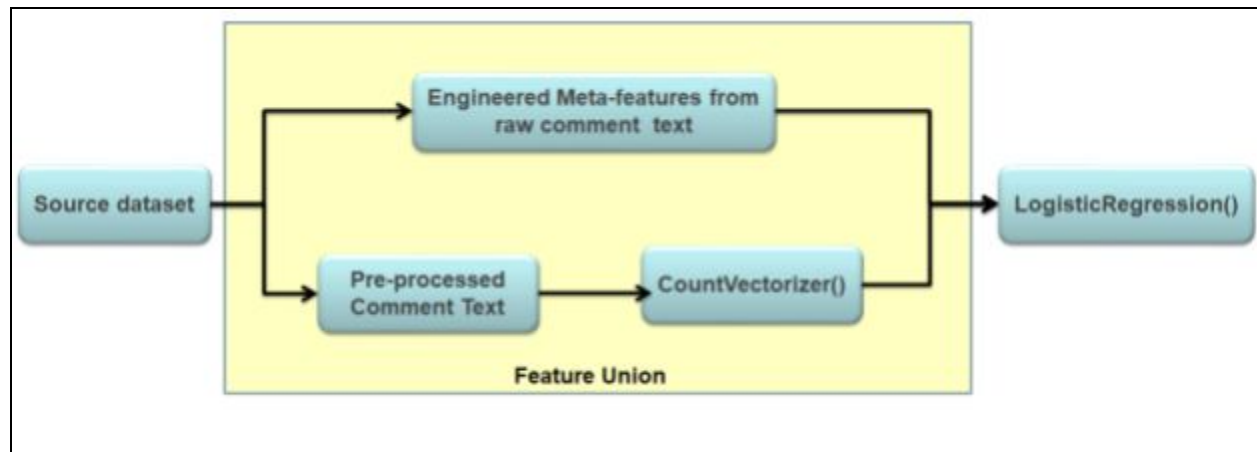 Engineered Meta-features from
raw comment text
Source dataset
LogisticRegression()
Pre-processed
Comment Text
CountVectorizer()
Feature Union